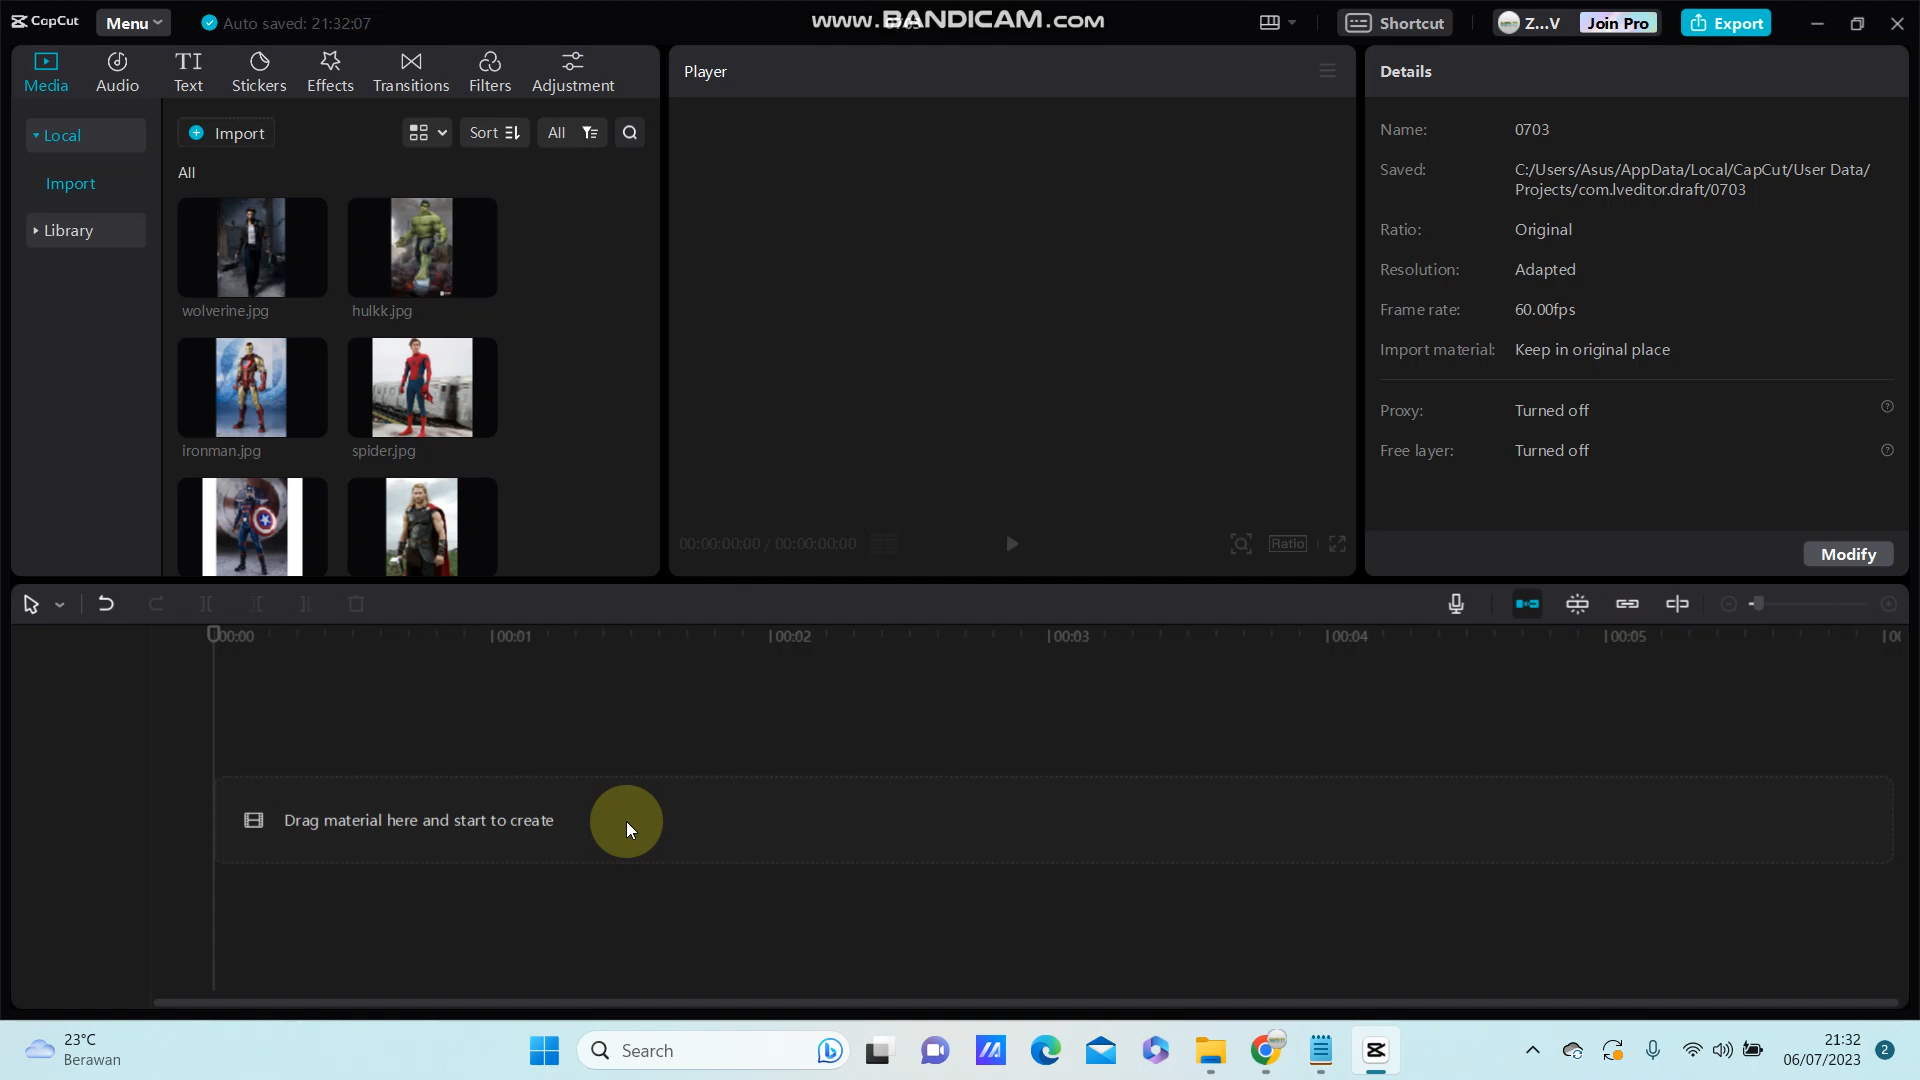 CapCut
Menu
Auto saved: 21:32:07
www.BANDICAM.com
Shortcut
Z...V
Join Pro
Export
Media
Audio
Text
Stickers
Effects
Transitions
Filters
Adjustment
Local
Import
Library
Import
Sort
All
All
wolverine.jpg
hulkk.jpg
ironman.jpg
spider.jpg
Player
00:00:00:00 / 00:00:00:00
Ratio
Details
Name: 0703
Saved: C:/Users/Asus/AppData/Local/CapCut/User Data/
Projects/com.lveditor.draft/0703
Ratio: Original
Resolution: Adapted
Frame rate: 60.00fps
Import material: Keep in original place
Proxy: Turned off
Free layer: Turned off
Modify
00:00 00:01 00:02 00:03 00:04 00:05
Drag material here and start to create
23°C
Berawan
Search
21:32
06/07/2023
2